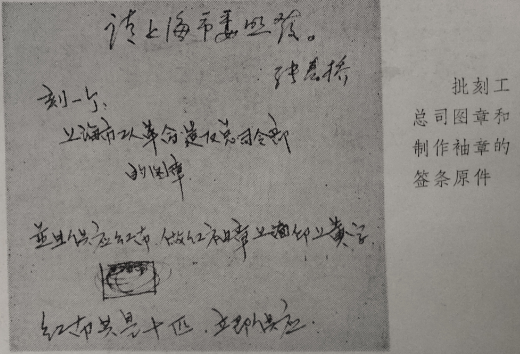 请上海市委照发。
张春桥
刻一个、
上海市工人革命造反总司令部
的图章
并且供应红布，做红袖章上面印上黄字。
红布共是十匹，立即供应。
批刻工
总司图章和
制作袖章的
签条原件